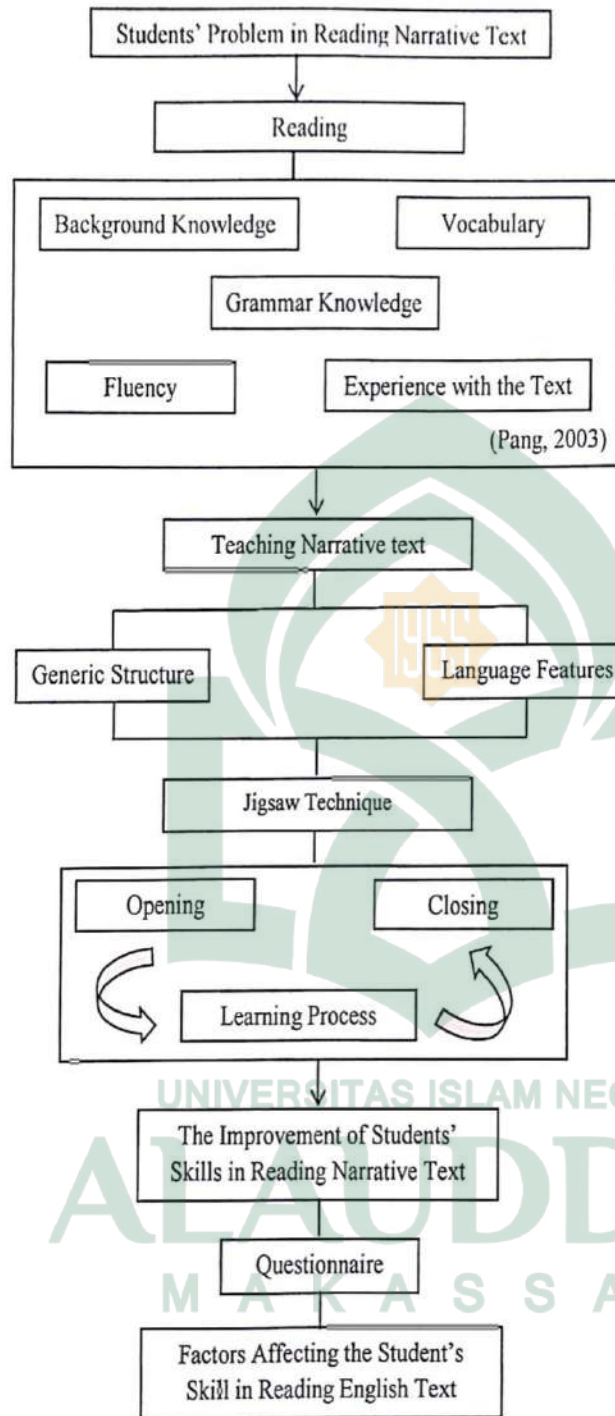 Students' Problem in Reading Narrative Text
Reading
Background Knowledge
Vocabulary
Grammar Knowledge
Fluency
Experience with the Text
(Pang, 2003)
Teaching Narrative text
1965
Generic Structure
Language Features
Jigsaw Technique
Opening
Closing
Learning Process
UNIVERSITAS ISLAM NEG
The Improvement of Students'
Skills in Reading Narrative Text
ALAUDD
Questionnaire
MAKASSA
Factors Affecting the Student's
Skill in Reading English Text